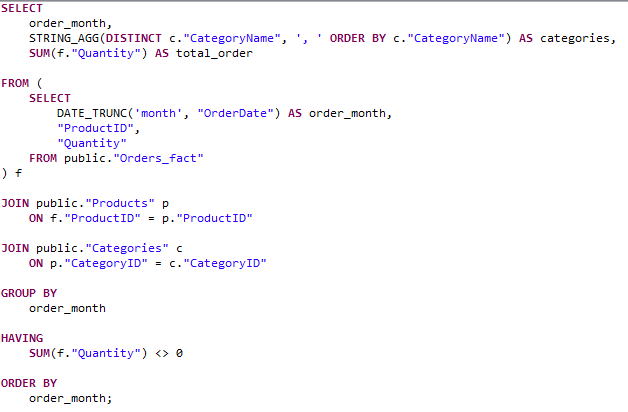 SELECT
order_month,
STRING_AGG(DISTINCT c."CategoryName", ', ' ORDER BY c."CategoryName") AS categories,
SUM(f."Quantity") AS total_order
FROM (
SELECT
DATE_TRUNC('month', "OrderDate") AS order_month,
"ProductID",
"Quantity"
FROM public."Orders_fact"
) f
JOIN public."Products" p
ON f."ProductID" = p."ProductID"
JOIN public."Categories" c
ON p."CategoryID" = c."CategoryID"
GROUP BY
order_month
HAVING
SUM(f."Quantity") <> 0
ORDER BY
order_month;